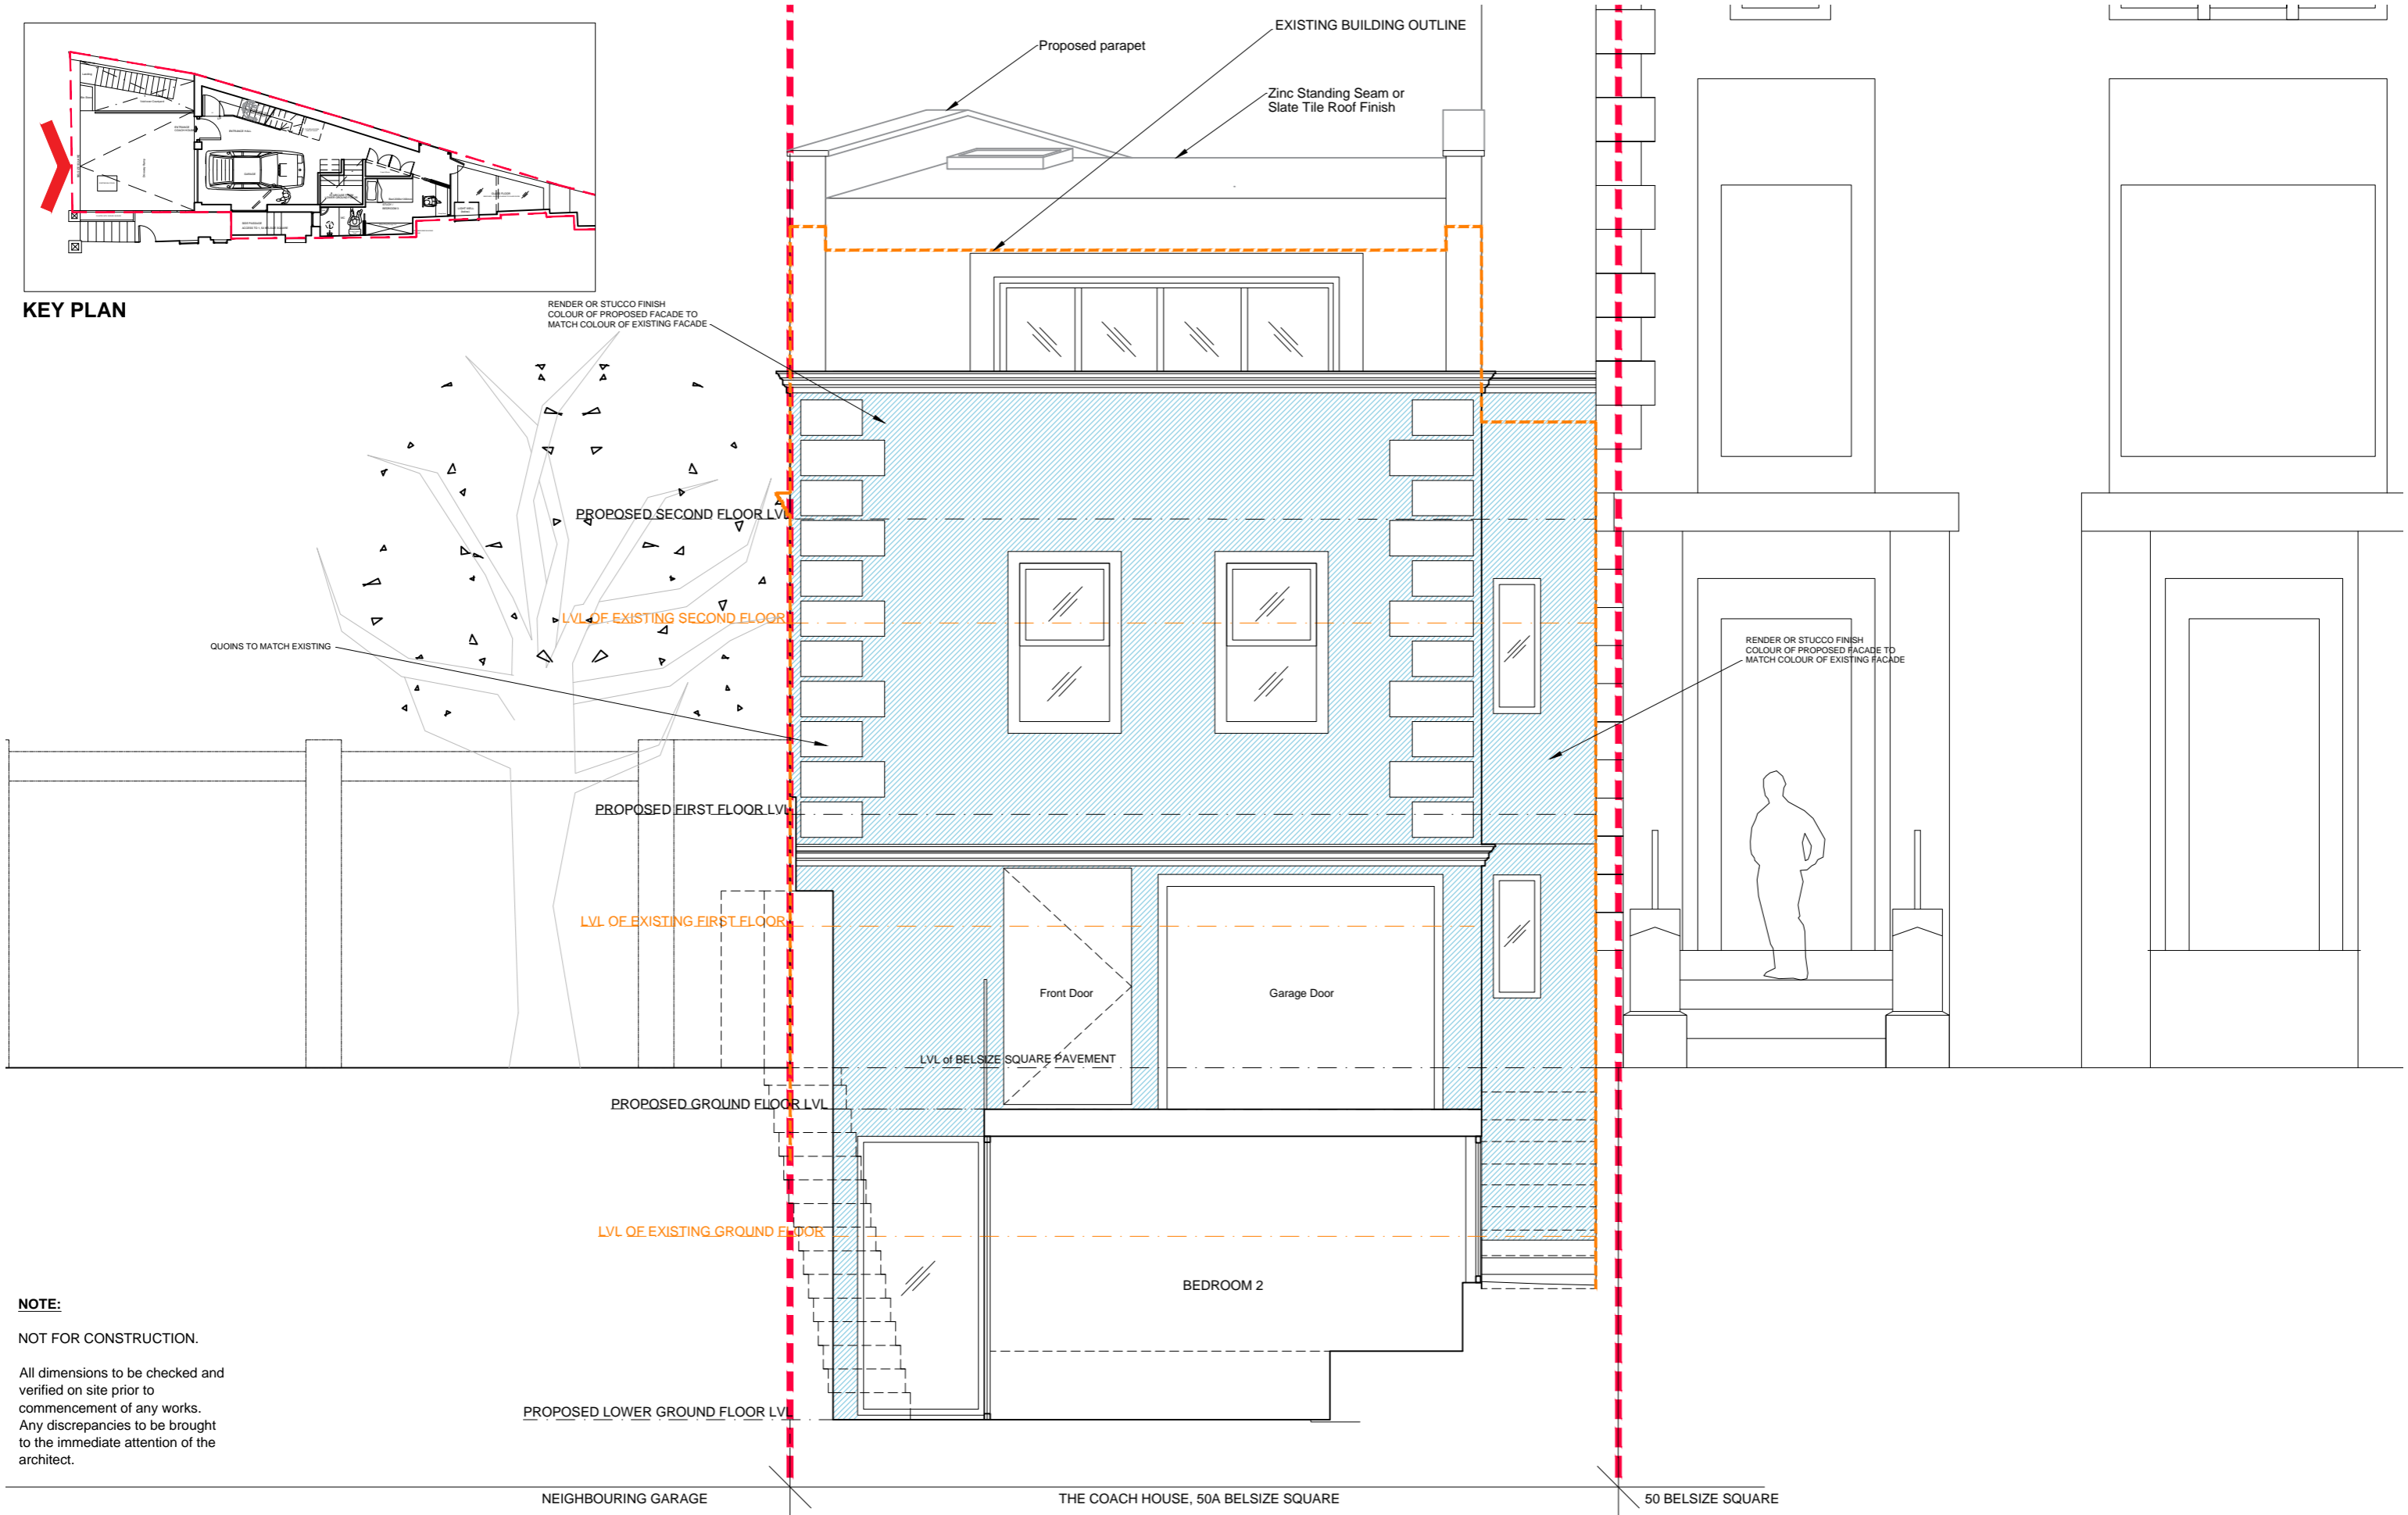 EXISTING BUILDING OUTLINE
Proposed parapet
Zinc Standing Seam or
Slate Tile Roof Finish
KEY PLAN
RENDER OR STUCCO FINISH
COLOUR OF PROPOSED FACADE TO
MATCH COLOUR OF EXISTING FACADE
PROPOSED SECOND FLOOR LVL
LVL OF EXISTING SECOND FLOOR
QUOINS TO MATCH EXISTING
RENDER OR STUCCO FINISH
COLOUR OF PROPOSED FACADE TO
MATCH COLOUR OF EXISTING FACADE
PROPOSED FIRST FLOOR LVL
LVL OF EXISTING FIRST FLOOR
Front Door
Garage Door
LVL of BELSIZE SQUARE PAVEMENT
PROPOSED GROUND FLOOR LVL
LVL OF EXISTING GROUND FLOOR
BEDROOM 2
NOTE:
NOT FOR CONSTRUCTION.
All dimensions to be checked and
verified on site prior to
commencement of any works.
Any discrepancies to be brought
to the immediate attention of the
architect.
PROPOSED LOWER GROUND FLOOR LVL
NEIGHBOURING GARAGE
THE COACH HOUSE, 50A BELSIZE SQUARE
50 BELSIZE SQUARE